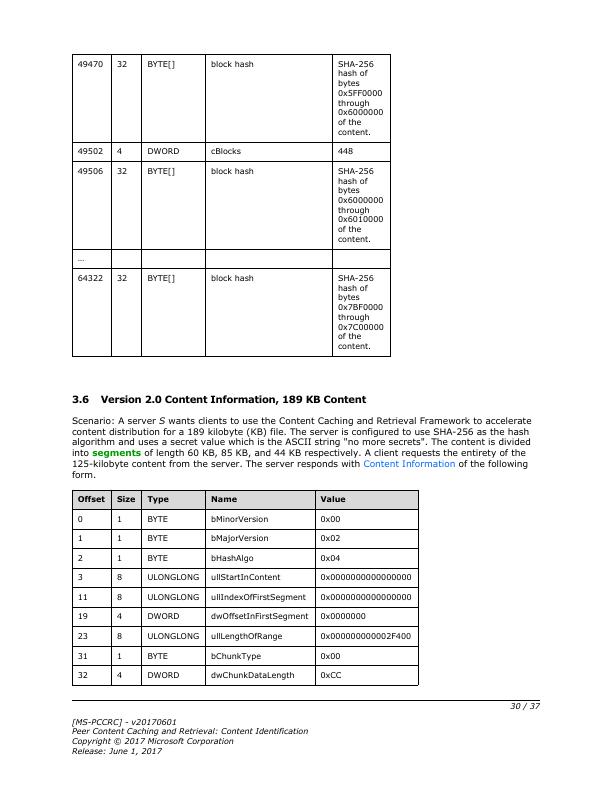 49470 32 BYTE[] block hash SHA-256
hash of
bytes
0x5FF0000
through
0x6000000
of the
content.
49502 4 DWORD cBlocks 448
49506 32 BYTE[] block hash SHA-256
hash of
bytes
0x6000000
through
0x6010000
of the
content.
…
64322 32 BYTE[] block hash SHA-256
hash of
bytes
0x7BF0000
through
0x7C00000
of the
content.
3.6 Version 2.0 Content Information, 189 KB Content
Scenario: A server S wants clients to use the Content Caching and Retrieval Framework to accelerate
content distribution for a 189 kilobyte (KB) file. The server is configured to use SHA-256 as the hash
algorithm and uses a secret value which is the ASCII string "no more secrets". The content is divided
into segments of length 60 KB, 85 KB, and 44 KB respectively. A client requests the entirety of the
125-kilobyte content from the server. The server responds with Content Information of the following
form.
Offset Size Type Name Value
0 1 BYTE bMinorVersion 0x00
1 1 BYTE bMajorVersion 0x02
2 1 BYTE bHashAlgo 0x04
3 8 ULONGLONG ullStartInContent 0x0000000000000000
11 8 ULONGLONG ullIndexOfFirstSegment 0x0000000000000000
19 4 DWORD dwOffsetInFirstSegment 0x0000000
23 8 ULONGLONG ullLengthOfRange 0x000000000002F400
31 1 BYTE bChunkType 0x00
32 4 DWORD dwChunkDataLength 0xCC
30 / 37
[MS-PCCRC] - v20170601
Peer Content Caching and Retrieval: Content Identification
Copyright © 2017 Microsoft Corporation
Release: June 1, 2017